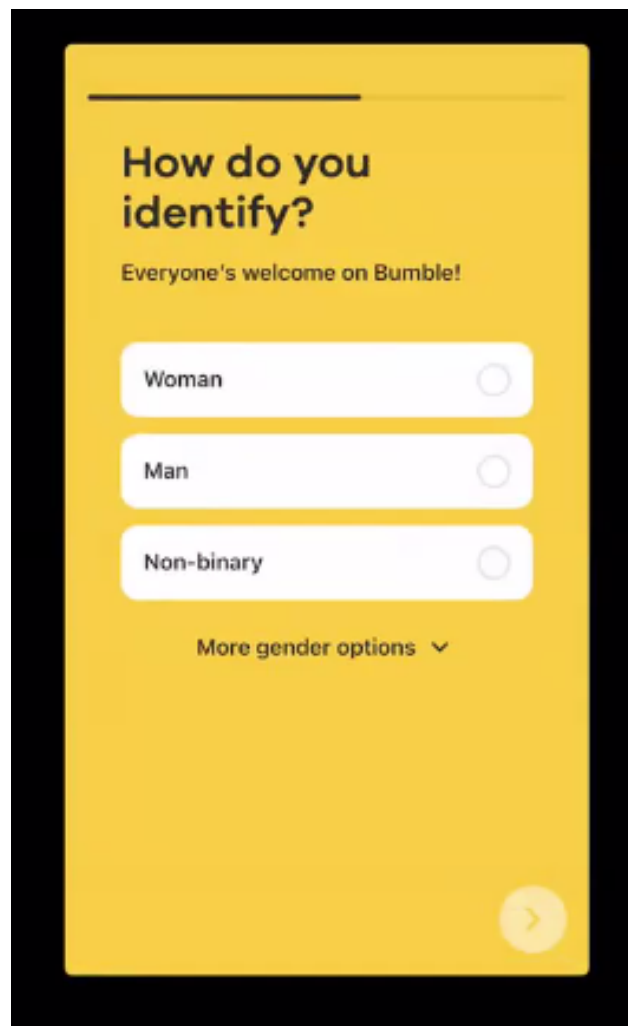 How do you
identify?
Everyone's welcome on Bumble!
Woman
Man
Non-binary
More gender options